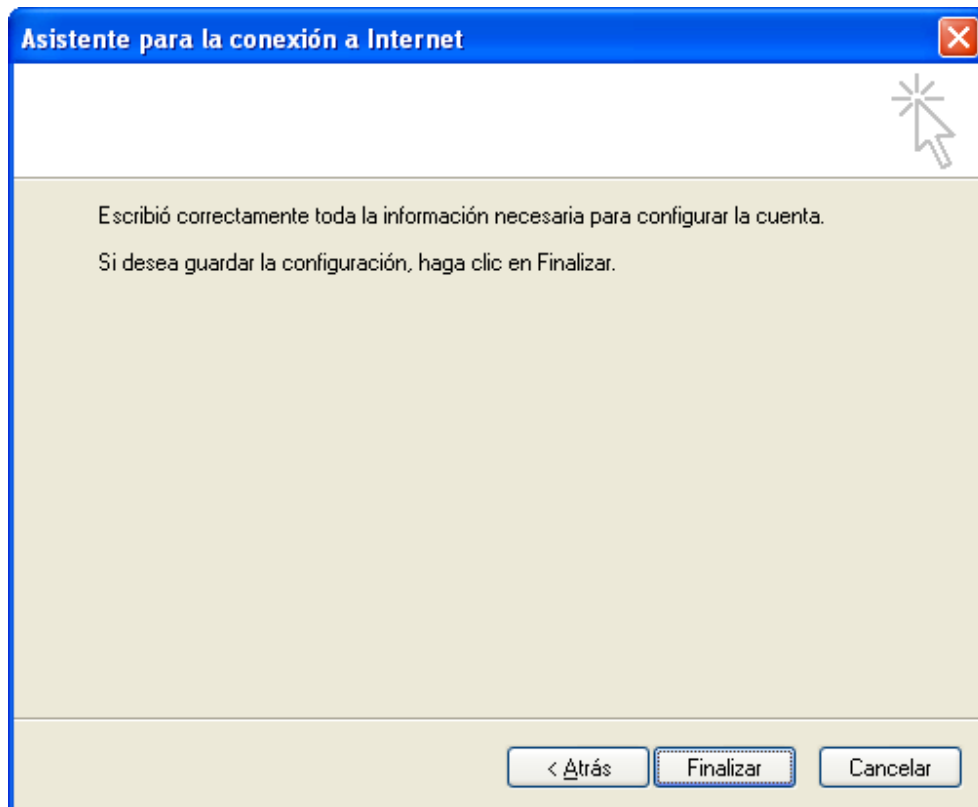 Asistente para la conexión a Internet
Escribió correctamente toda la información necesaria para configurar la cuenta.
Si desea guardar la configuración, haga clic en Finalizar.
< Atrás Finalizar Cancelar